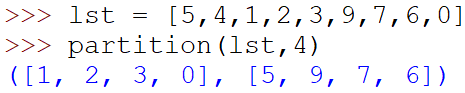 >>> lst = [5,4,1,2,3,9,7,6,0]
>>> partition(lst,4)
([1, 2, 3, 0], [5, 9, 7, 6])